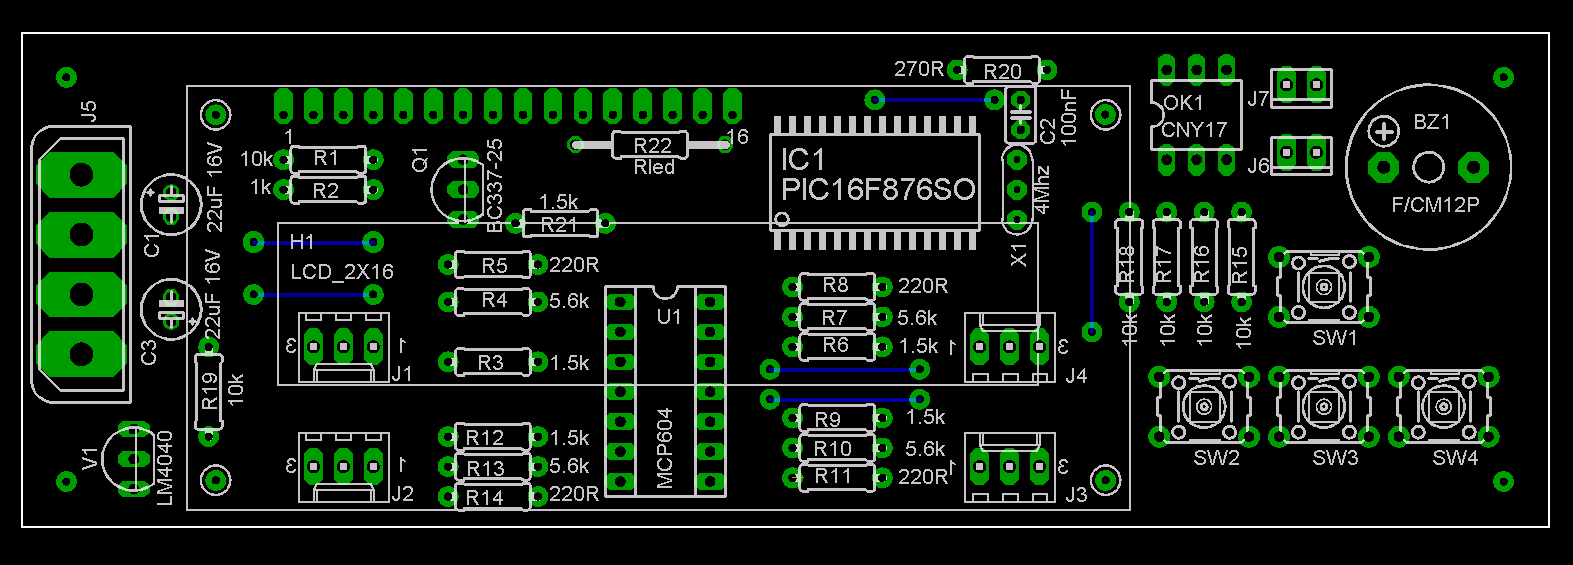 270R
R20
J5
OK1
CNY17
J7
BZ1
C2
100nF
1
16
10k
R1
1k
R2
Q1
BC337-25
R22
Rled
IC1
PIC16F876SO
4Mhz
X1
J6
F/CM12P
C1
22uF 16V
1.5k
R21
H1
LCD_2X16
R5
220R
R4
5.6k
R8
220R
R7
5.6k
R6
1.5k
R18
R17
R16
R15
10k
10k
10k
10k
SW1
C3
22uF 16V
U1
MCP604
3
1
J1
R3
1.5k
1
3
J4
R19
10k
R9
1.5k
R12
1.5k
R10
5.6k
R13
5.6k
R11
220R
R14
220R
V1
LM4040
3
1
J2
1
3
J3
SW2
SW3
SW4